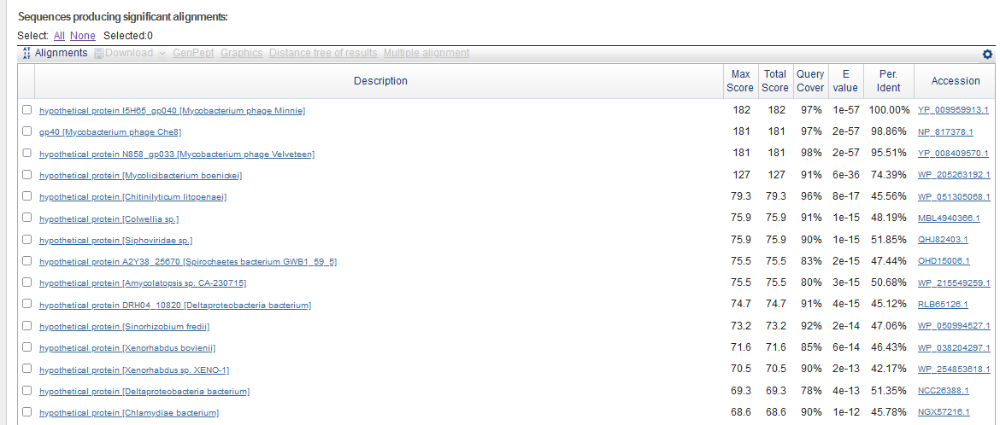 Sequences producing significant alignments:
Select: All None Selected:0
Alignments Download GenPept Graphics Distance tree of results Multiple alignment
Description Max Score Total Score Query Cover E value Per. Ident Accession
hypothetical protein I5H65_gp040 [Mycobacterium phage Minnie] 182 182 97% 1e-57 100.00% YP_009959913.1
gp40 [Mycobacterium phage Che8] 181 181 97% 2e-57 98.86% NP_817378.1
hypothetical protein N858_gp033 [Mycobacterium phage Velveteen] 181 181 98% 2e-57 95.51% YP_008409570.1
hypothetical protein [Mycolicibacterium boenickei] 127 127 91% 6e-36 74.39% WP_205263192.1
hypothetical protein [Chitinilyticum litopenaei] 79.3 79.3 96% 8e-17 45.56% WP_051305068.1
hypothetical protein [Colwellia sp.] 75.9 75.9 91% 1e-15 48.19% MBL4940366.1
hypothetical protein [Siphoviridae sp.] 75.9 75.9 90% 1e-15 51.85% QHJ82403.1
hypothetical protein A2Y38_25670 [Spirochaetes bacterium GWB1_59_5] 75.5 75.5 83% 2e-15 47.44% OHD15006.1
hypothetical protein [Amycolatopsis sp. CA-230715] 75.5 75.5 80% 3e-15 50.68% WP_215549259.1
hypothetical protein DRH04_10820 [Deltaproteobacteria bacterium] 74.7 74.7 91% 4e-15 45.12% RLB65126.1
hypothetical protein [Sinorhizobium fredii] 73.2 73.2 92% 2e-14 47.06% WP_050994527.1
hypothetical protein [Xenorhabdus bovienii] 71.6 71.6 85% 6e-14 46.43% WP_038204297.1
hypothetical protein [Xenorhabdus sp. XENO-1] 70.5 70.5 90% 2e-13 42.17% WP_254853618.1
hypothetical protein [Deltaproteobacteria bacterium] 69.3 69.3 78% 4e-13 51.35% NCC26388.1
hypothetical protein [Chlamydiae bacterium] 68.6 68.6 90% 1e-12 45.78% NGX57216.1